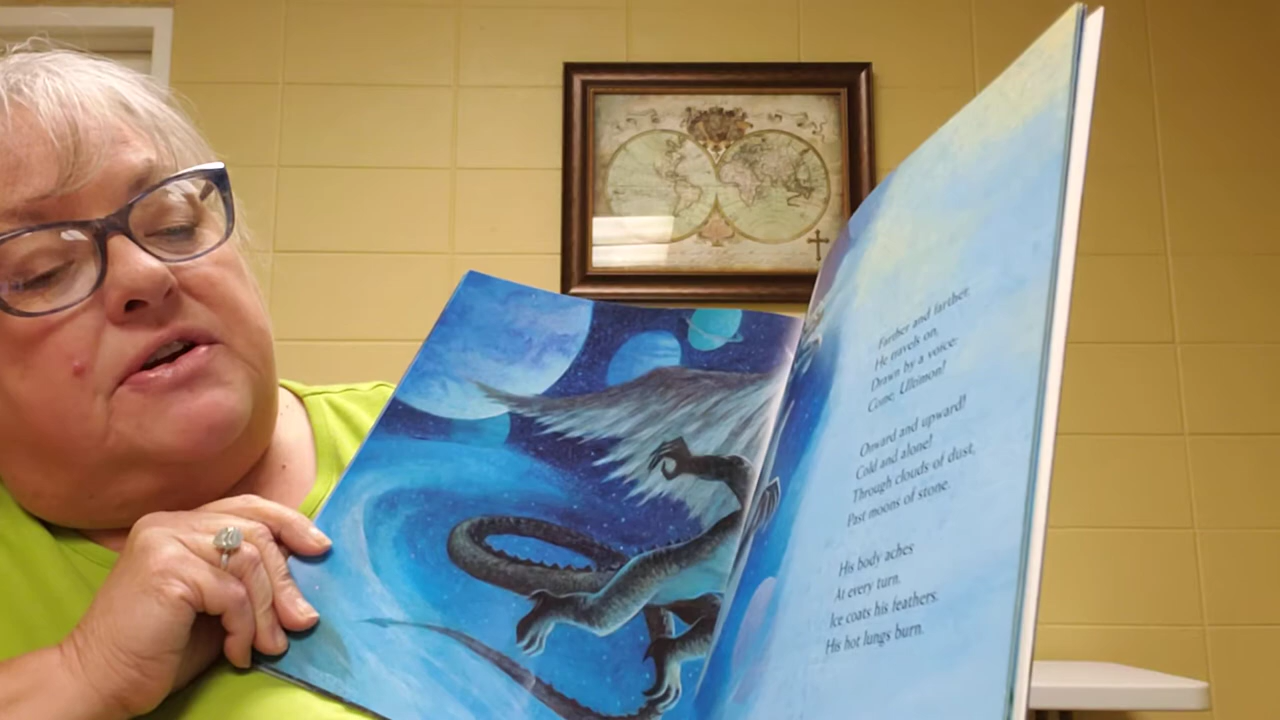 Farther and farther,
He travels on,
Drawn by a voice:
Come, Ulleimon!
Onward and upward!
Cold and alone!
Through clouds of dust,
Past moons of stone.
His body aches
At every turn.
Ice coats his feathers.
His hot lungs burn.